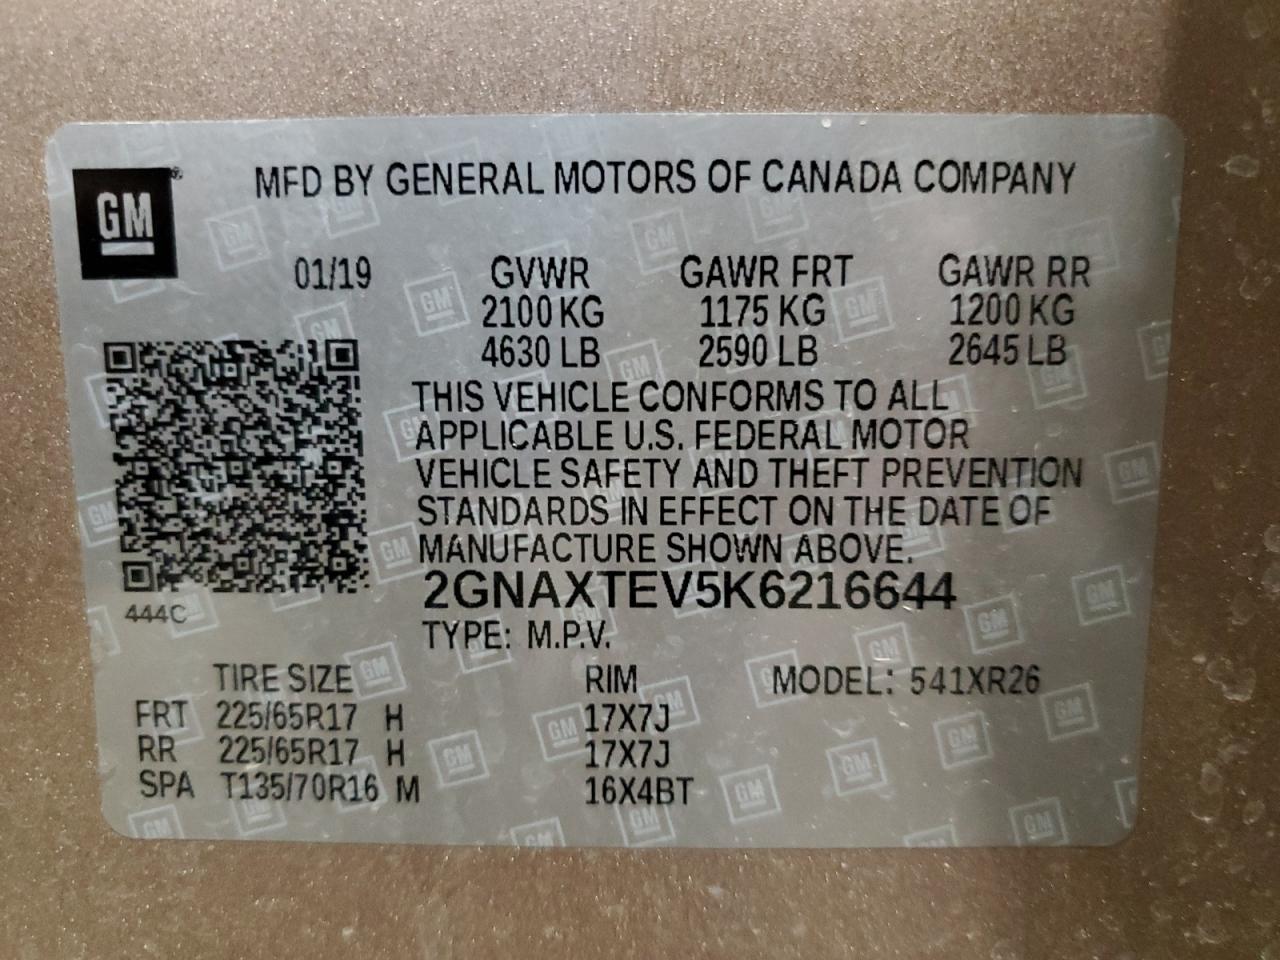 GM®
MFD BY GENERAL MOTORS OF CANADA COMPANY
01/19 GVWR GAWR FRT GAWR RR
2100 KG 1175 KG 1200 KG
4630 LB 2590 LB 2645 LB
THIS VEHICLE CONFORMS TO ALL
APPLICABLE U.S. FEDERAL MOTOR
VEHICLE SAFETY AND THEFT PREVENTION
STANDARDS IN EFFECT ON THE DATE OF
MANUFACTURE SHOWN ABOVE.
2GNAXTEV5K6216644
444C
TYPE: M.P.V.
TIRE SIZE RIM MODEL: 541XR26
FRT 225/65R17 H 17X7J
RR 225/65R17 H 17X7J
SPA T135/70R16 M 16X4BT